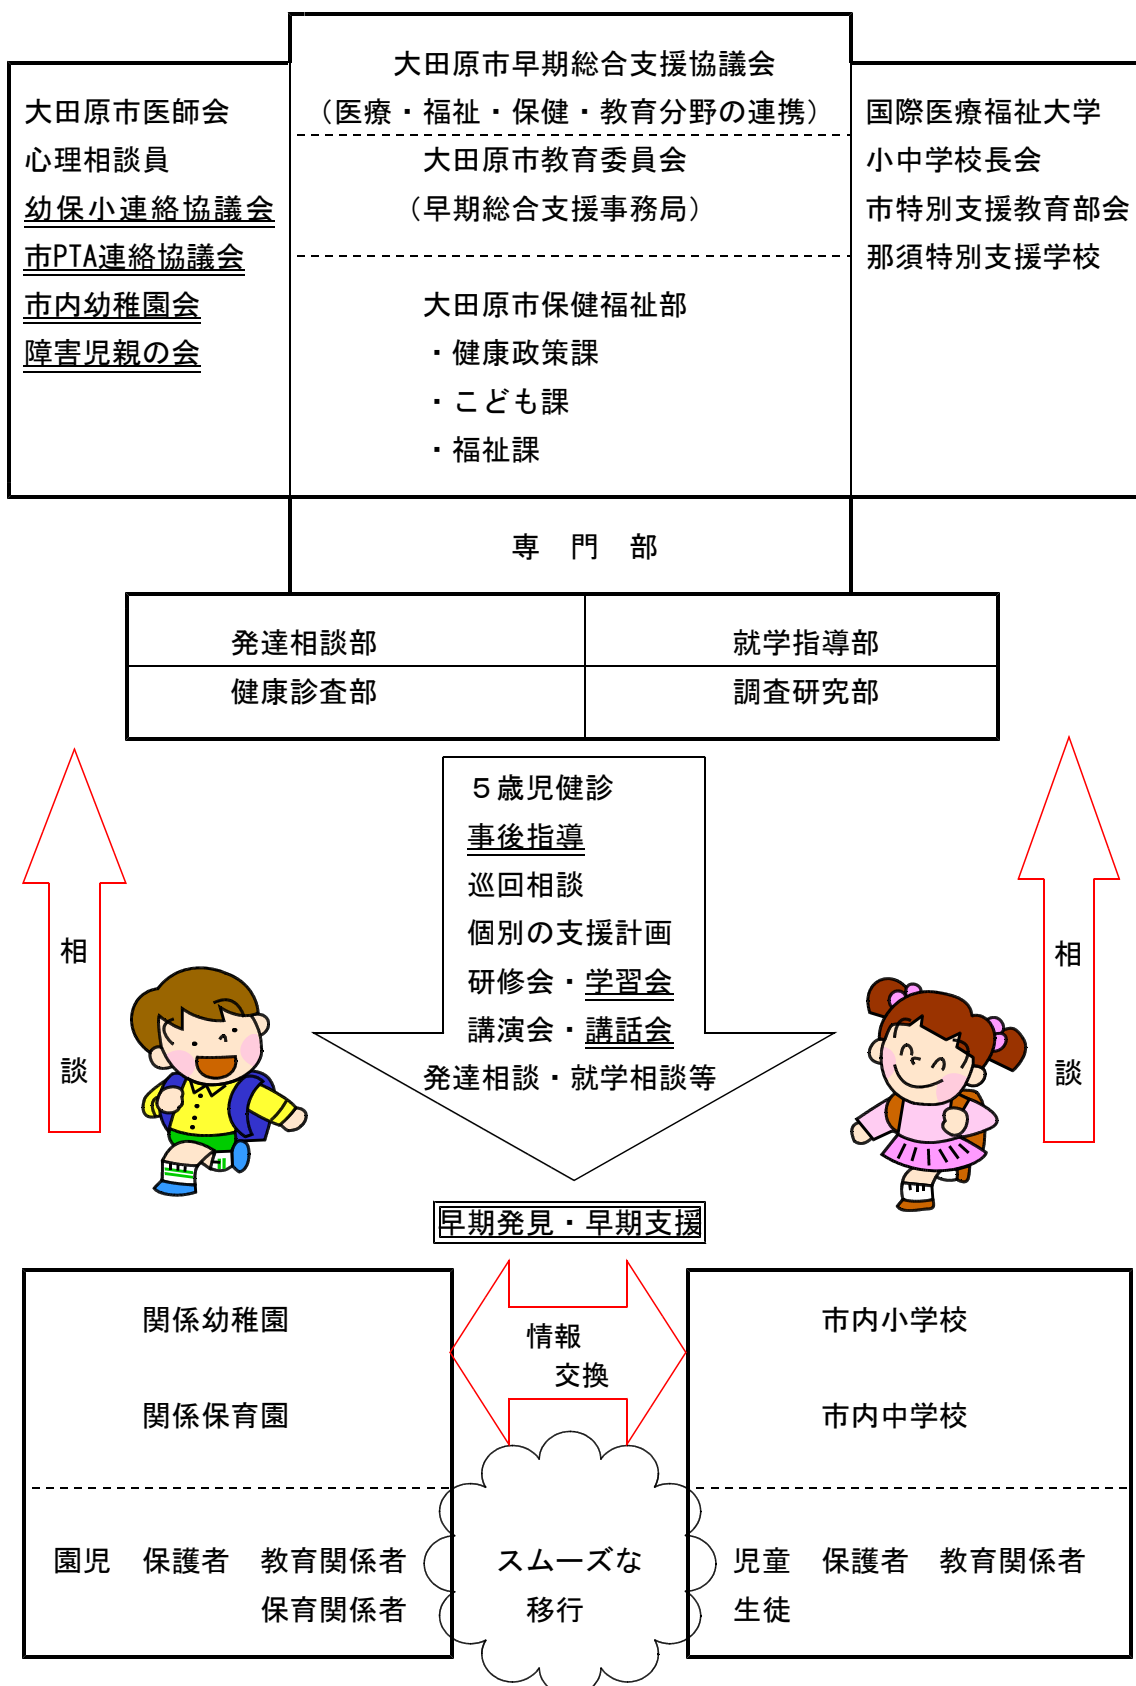 大田原市早期総合支援協議会
（医療・福祉・保健・教育分野の連携）
大田原市教育委員会
（早期総合支援事務局）
大田原市保健福祉部
・健康政策課
・こども課
・福祉課
大田原市医師会
心理相談員
幼保小連絡協議会
市PTA連絡協議会
市内幼稚園会
障害児親の会
国際医療福祉大学
小中学校長会
市特別支援教育部会
那須特別支援学校
専　門　部
発達相談部
就学指導部
健康診査部
調査研究部
相談
５歳児健診
事後指導
巡回相談
個別の支援計画
研修会・学習会
講演会・講話会
発達相談・就学相談等
相談
早期発見・早期支援
関係幼稚園
関係保育園
園児　保護者　教育関係者
保育関係者
情報
交換
スムーズな
移行
市内小学校
市内中学校
児童　保護者　教育関係者
生徒